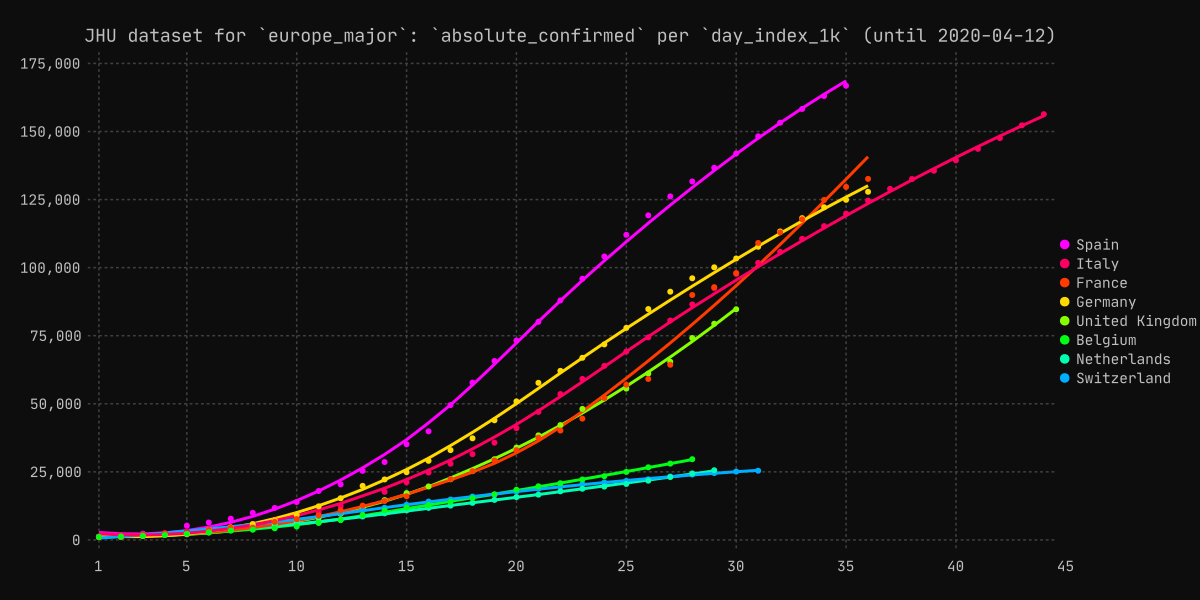 JHU dataset for `europe_major`: `absolute_confirmed` per `day_index_1k` (until 2020-04-12)
175,000
150,000
125,000
100,000
75,000
50,000
25,000
0
1 5 10 15 20 25 30 35 40 45
Spain
Italy
France
Germany
United Kingdom
Belgium
Netherlands
Switzerland